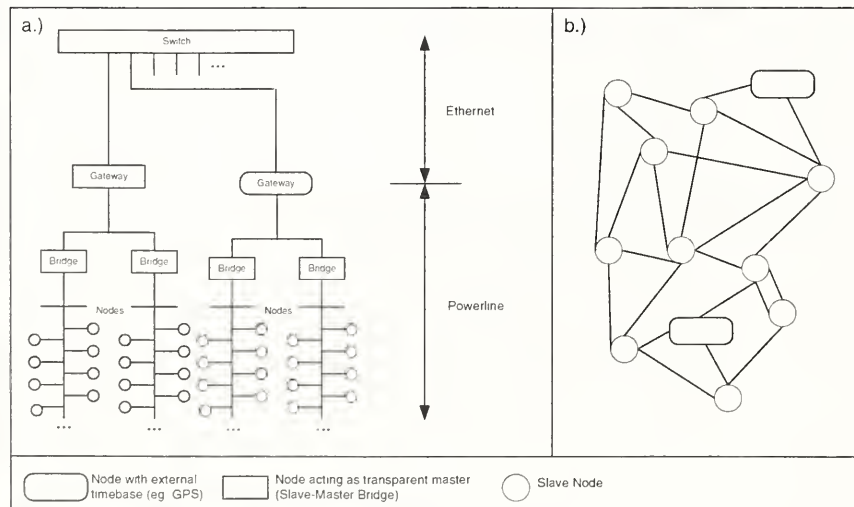 a.)
Switch
...
Ethernet
Gateway
Gateway
Bridge
Bridge
Bridge
Bridge
Nodes
Nodes
Powerline
...
...
...
...
b.)
Node with external
timebase (eg GPS)
Node acting as transparent master
(Slave-Master Bridge)
Slave Node